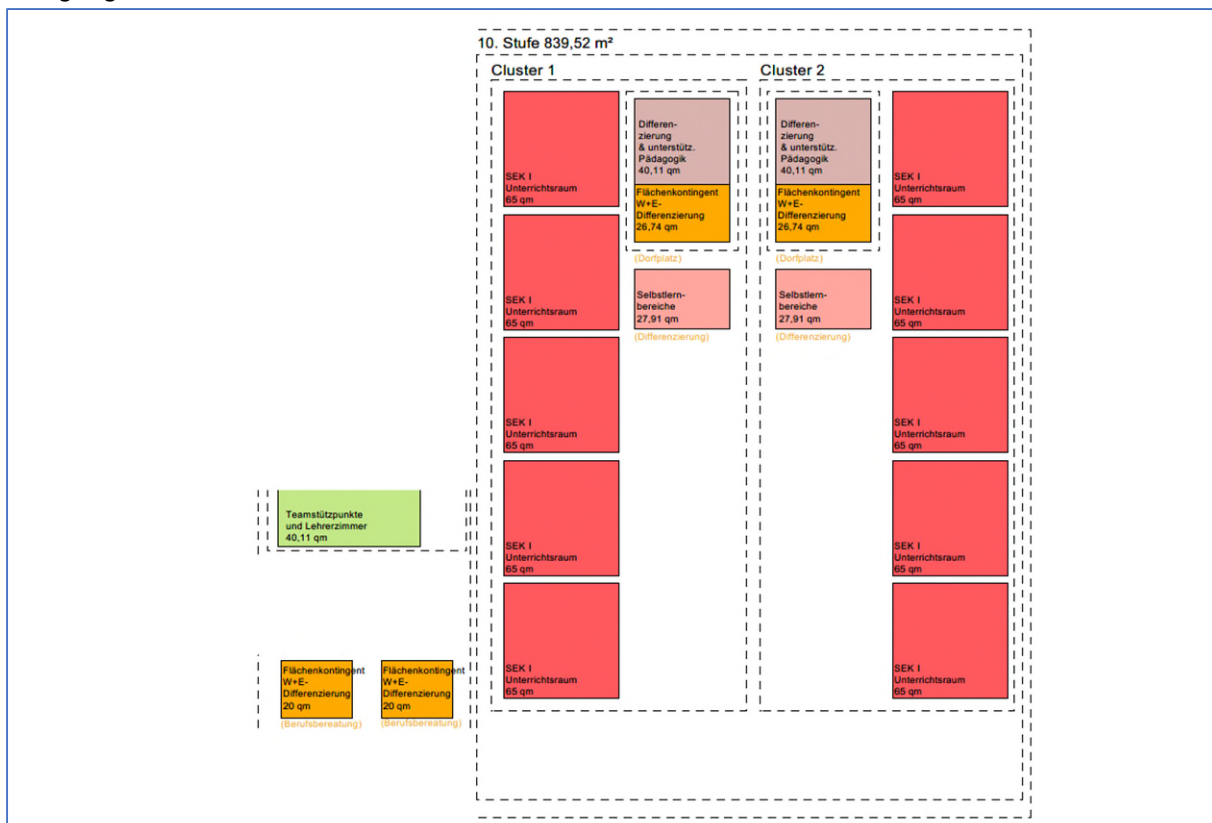 10. Stufe 839,52 m²
Cluster 1
SEK I
Unterrichtsraum
65 qm
SEK I
Unterrichtsraum
65 qm
SEK I
Unterrichtsraum
65 qm
SEK I
Unterrichtsraum
65 qm
SEK I
Unterrichtsraum
65 qm
Differen-
zierung
& unterstütz.
Pädagogik
40,11 qm
Flächenkontingent
W+E-
Differenzierung
26,74 qm
(Dorfplatz)
Selbstlern-
bereiche
27,91 qm
(Differenzierung)
Cluster 2
Differen-
zierung
& unterstütz.
Pädagogik
40,11 qm
Flächenkontingent
W+E-
Differenzierung
26,74 qm
(Dorfplatz)
Selbstlern-
bereiche
27,91 qm
(Differenzierung)
SEK I
Unterrichtsraum
65 qm
SEK I
Unterrichtsraum
65 qm
SEK I
Unterrichtsraum
65 qm
SEK I
Unterrichtsraum
65 qm
SEK I
Unterrichtsraum
65 qm
Teamstützpunkte
und Lehrerzimmer
40,11 qm
Flächenkontingent
W+E-
Differenzierung
20 qm
(Berufsbereatung)
Flächenkontingent
W+E-
Differenzierung
20 qm
(Berufsbereatung)